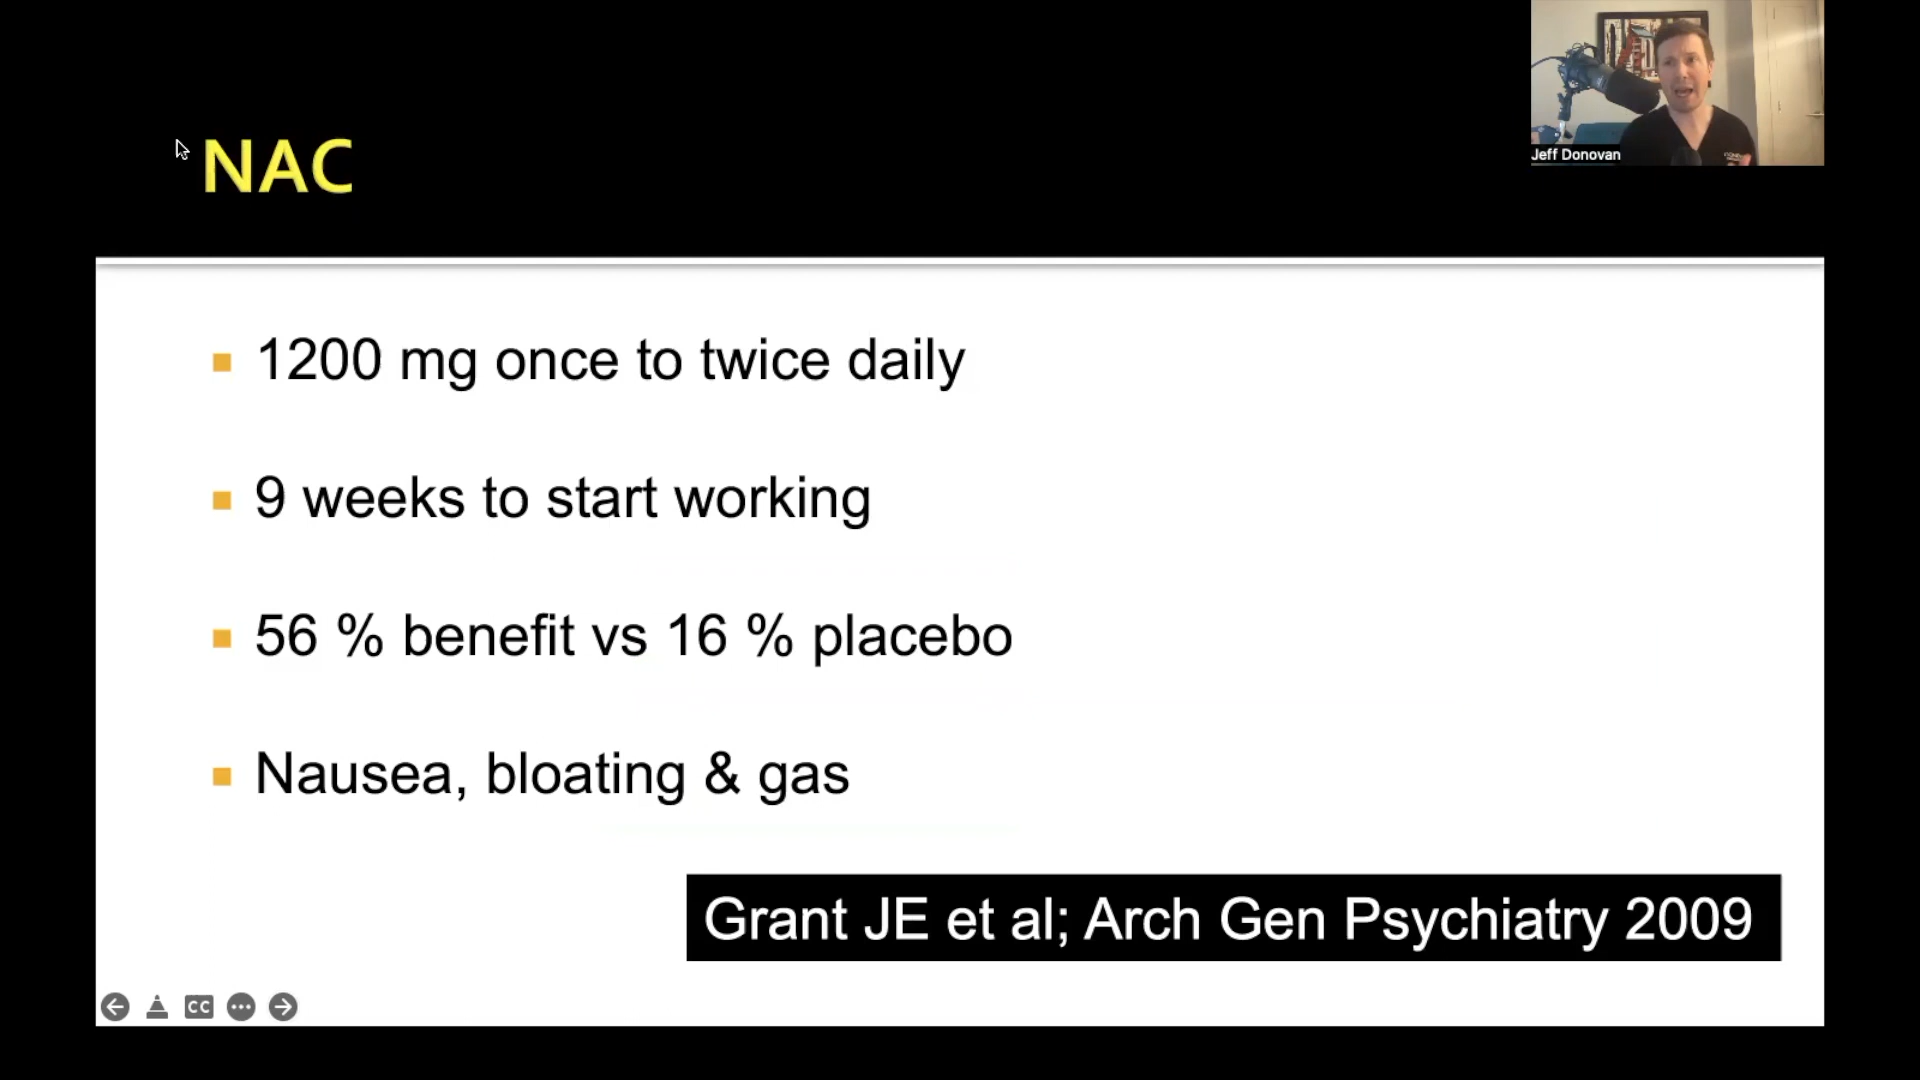 NAC
Jeff Donovan
1200 mg once to twice daily
9 weeks to start working
56 % benefit vs 16 % placebo
Nausea, bloating & gas
Grant JE et al; Arch Gen Psychiatry 2009
CC